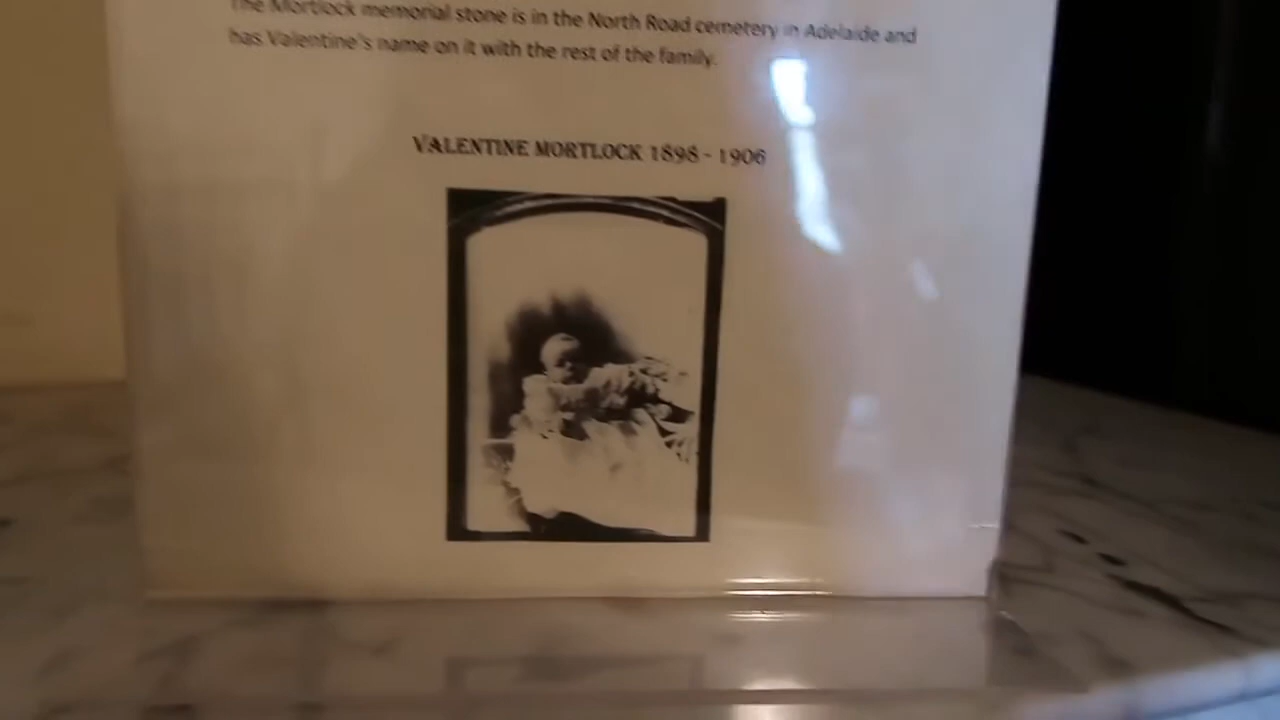 The Mortlock memorial stone is in the North Road cemetery in Adelaide and
has Valentine's name on it with the rest of the family.
VALENTINE MORTLOCK 1898 - 1906